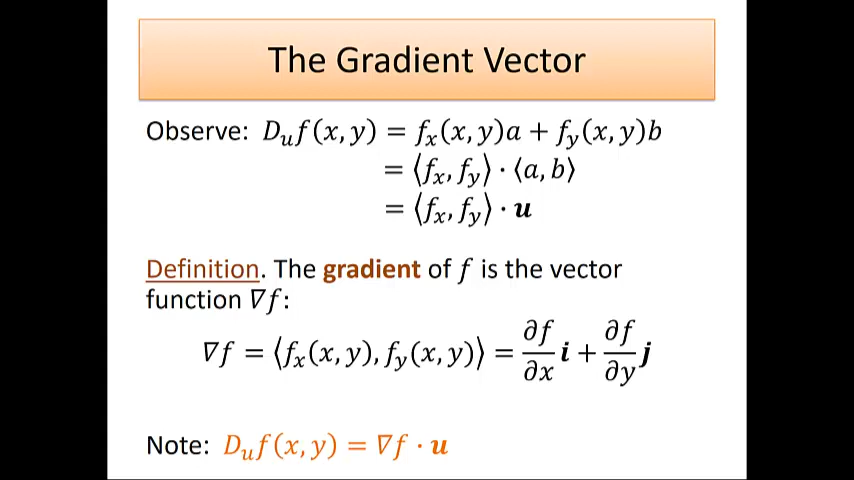 The Gradient Vector
Observe: D_u f(x, y) = f_x(x, y)a + f_y(x, y)b
= ⟨f_x, f_y⟩ · ⟨a, b⟩
= ⟨f_x, f_y⟩ · u
Definition. The gradient of f is the vector
function ∇f:
∇f = ⟨f_x(x, y), f_y(x, y)⟩ = ∂f/∂x i + ∂f/∂y j
Note: D_u f(x, y) = ∇f · u